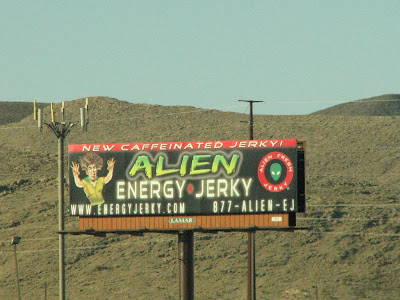 NEW CAFFEINATED JERKY!
ALIEN
ENERGY JERKY
WWW.ENERGYJERKY.COM 877-ALIEN-EJ
ALIEN FRESH
JERKY
LAMAR